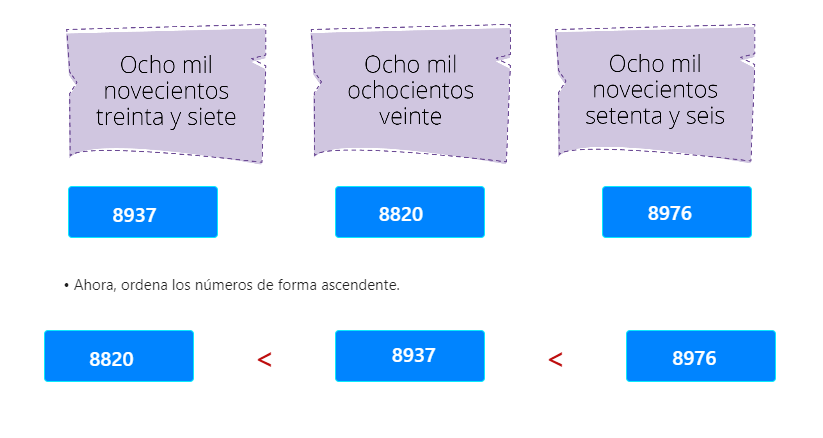 Ocho mil
novecientos
treinta y siete
Ocho mil
ochocientos
veinte
Ocho mil
novecientos
setenta y seis
8937
8820
8976
• Ahora, ordena los números de forma ascendente.
8820 < 8937 < 8976